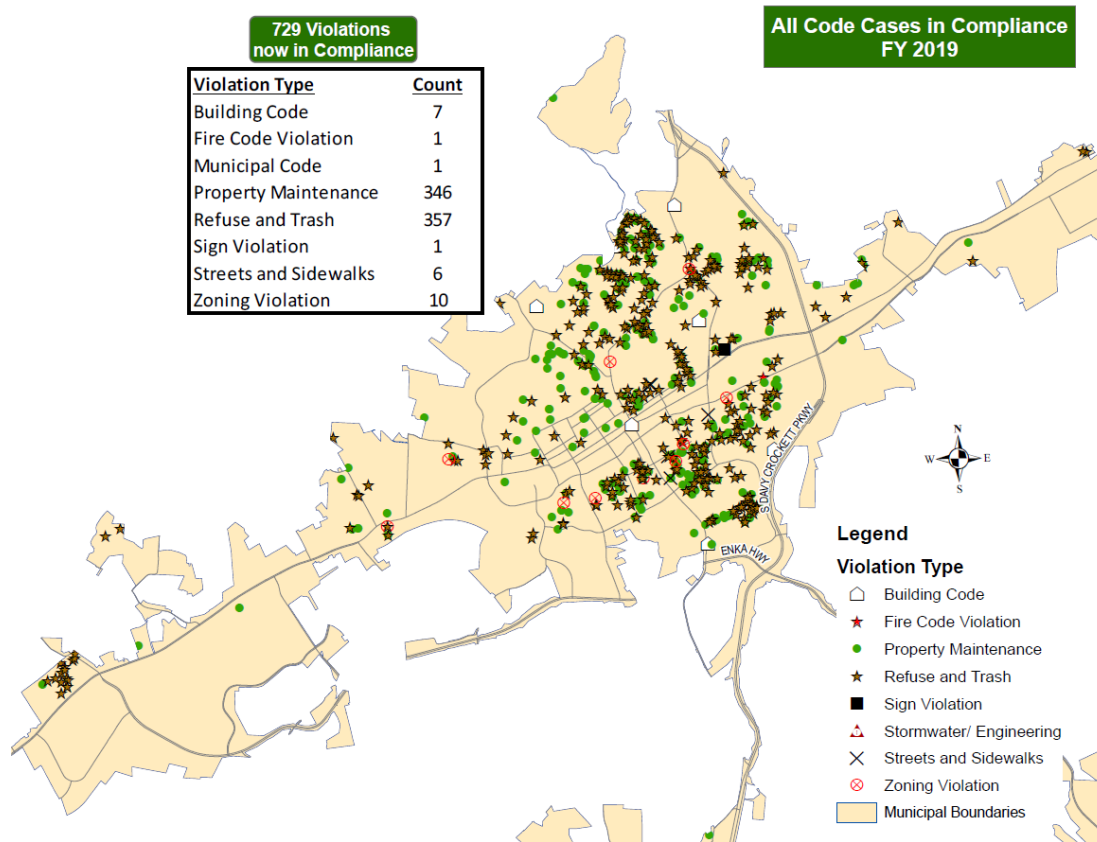 729 Violations
now in Compliance
All Code Cases in Compliance
FY 2019
Violation Type Count
Building Code 7
Fire Code Violation 1
Municipal Code 1
Property Maintenance 346
Refuse and Trash 357
Sign Violation 1
Streets and Sidewalks 6
Zoning Violation 10
S DAVY CROCKETT PKWY
ENKA HWY
N
W E
S
Legend
Violation Type
Building Code
Fire Code Violation
Property Maintenance
Refuse and Trash
Sign Violation
Stormwater/ Engineering
Streets and Sidewalks
Zoning Violation
Municipal Boundaries